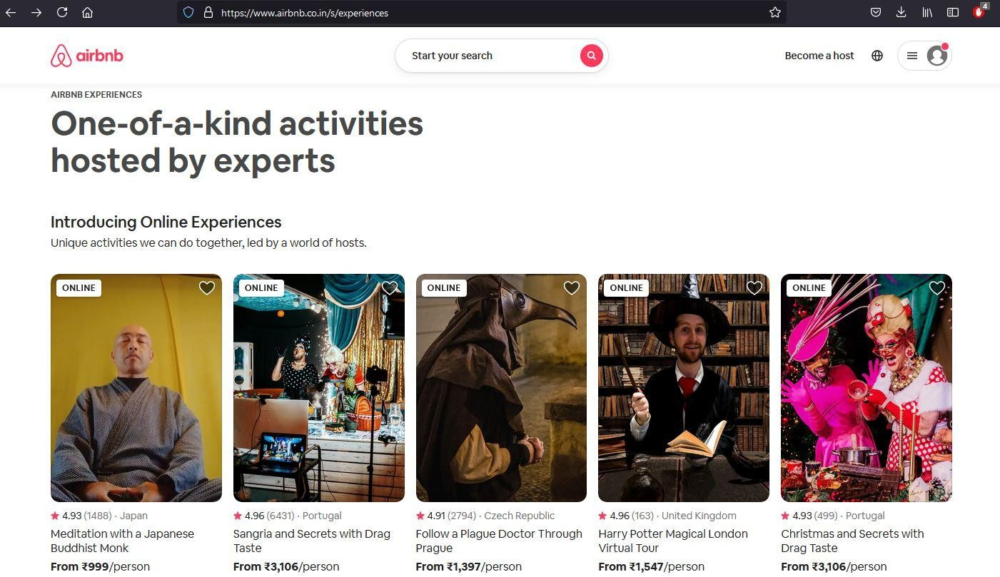 https://www.airbnb.co.in/s/experiences
4
airbnb
Start your search
Become a host
AIRBNB EXPERIENCES
One-of-a-kind activities
hosted by experts
Introducing Online Experiences
Unique activities we can do together, led by a world of hosts.
ONLINE
ONLINE
ONLINE
ONLINE
ONLINE
4.93 (1488) · Japan
Meditation with a Japanese
Buddhist Monk
From ₹999/person
4.96 (6431) · Portugal
Sangria and Secrets with Drag
Taste
From ₹3,106/person
4.91 (2794) · Czech Republic
Follow a Plague Doctor Through
Prague
From ₹1,397/person
4.96 (163) · United Kingdom
Harry Potter Magical London
Virtual Tour
From ₹1,547/person
4.93 (499) · Portugal
Christmas and Secrets with
Drag Taste
From ₹3,106/person